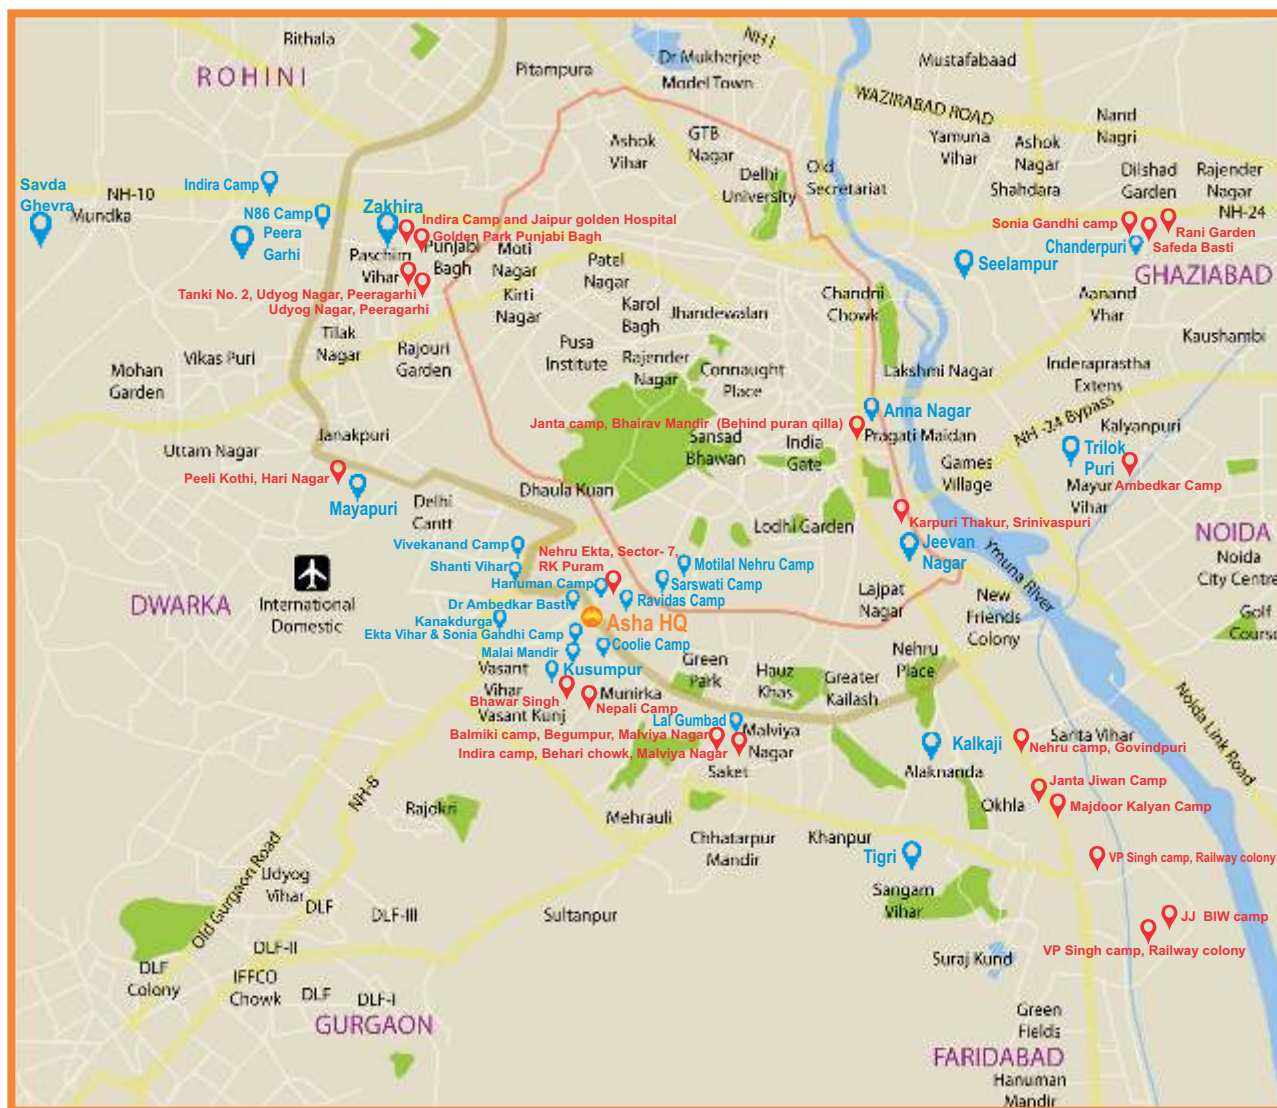 Rithala
ROHINI
Pitampura
Dr Mukherjee
Model Town
NH1
Mustafabaad
WAZIRABAD ROAD
Nand
Nagri
Ashok
Vihar
GTB
Nagar
Delhi
University
Old
Secretariat
Yamuna
Vihar
Ashok
Nagar
Shahdara
Dilshad
Garden
Rajender
Nagar
NH-24
Savda
Ghevra
Mundka
NH-10
Indira Camp
N86 Camp
Peera
Garhi
Zakhira
Indira Camp and Jaipur golden Hospital
Golden Park Punjabi Bagh
Punjabi
Bagh
Paschim
Vihar
Tanki No. 2, Udyog Nagar, Peeragarhi
Udyog Nagar, Peeragarhi
Moti
Nagar
Kirti
Nagar
Patel
Nagar
Karol
Bagh
Jhandewalan
Chandni
Chowk
Seelampur
Sonia Gandhi camp
Chanderpuri
Rani Garden
Safeda Basti
GHAZIABAD
Aanand
Vhar
Kaushambi
Tilak
Nagar
Rajouri
Garden
Vikas Puri
Mohan
Garden
Pusa
Institute
Rajender
Nagar
Connaught
Place
Lakshmi Nagar
Inderaprastha
Extens
NH -24 Bypass
Kalyanpuri
Anna Nagar
Janta camp, Bhairav Mandir (Behind puran qilla)
Pragati Maidan
Sansad
Bhawan
India
Gate
Games
Village
Trilok
Puri
Mayur
Vihar
Ambedkar Camp
Uttam Nagar
Janakpuri
Peeli Kothi, Hari Nagar
Mayapuri
Delhi
Cantt
Dhaula Kuan
Lodhi Garden
Karpuri Thakur, Srinivaspuri
Jeevan
Nagar
NOIDA
Noida
City Centre
Golf
Course
Ymuna River
Vivekanand Camp
Shanti Vihar
Nehru Ekta, Sector- 7,
RK Puram
Hanuman Camp
Motilal Nehru Camp
Sarswati Camp
Ravidas Camp
Dr Ambedkar Basti
Kanakdurga
Asha HQ
Ekta Vihar & Sonia Gandhi Camp
Coolie Camp
Malai Mandir
Kusumpur
DWARKA
International
Domestic
Lajpat
Nagar
New
Friends
Colony
Nehru
Place
Vasant
Vihar
Vasant Kunj
Bhawar Singh
Munirka
Nepali Camp
Green
Park
Hauz
Khas
Greater
Kailash
Lal Gumbad
Balmiki camp, Begumpur, Malviya Nagar
Indira camp, Behari chowk, Malviya Nagar
Malviya
Nagar
Saket
Kalkaji
Alaknanda
Sarita Vihar
Nehru camp, Govindpuri
Noida Link Road
Janta Jiwan Camp
Okhla
Majdoor Kalyan Camp
NH-8
Rajokri
Mehrauli
Chhatarpur
Mandir
Khanpur
Tigri
VP Singh camp, Railway colony
Old Gurgaon Road
Udyog
Vihar
DLF
DLF-III
Sultanpur
Sangam
Vihar
JJ BIW camp
VP Singh camp, Railway colony
DLF-II
DLF
Colony
IFFCO
Chowk
DLF
DLF-I
GURGAON
Suraj Kund
Green
Fields
FARIDABAD
Hanuman
Mandir